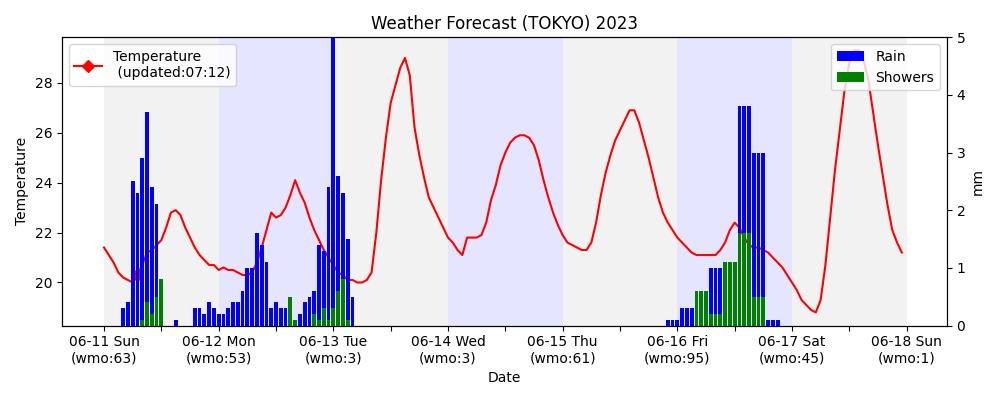 Weather Forecast (TOKYO) 2023
Temperature
(updated:07:12)
Rain
Showers
Temperature
28
26
24
22
20
5
4
3
2
1
0
mm
06-11 Sun
(wmo:63)
06-12 Mon
(wmo:53)
06-13 Tue
(wmo:3)
06-14 Wed
(wmo:3)
06-15 Thu
(wmo:61)
06-16 Fri
(wmo:95)
06-17 Sat
(wmo:45)
06-18 Sun
(wmo:1)
Date